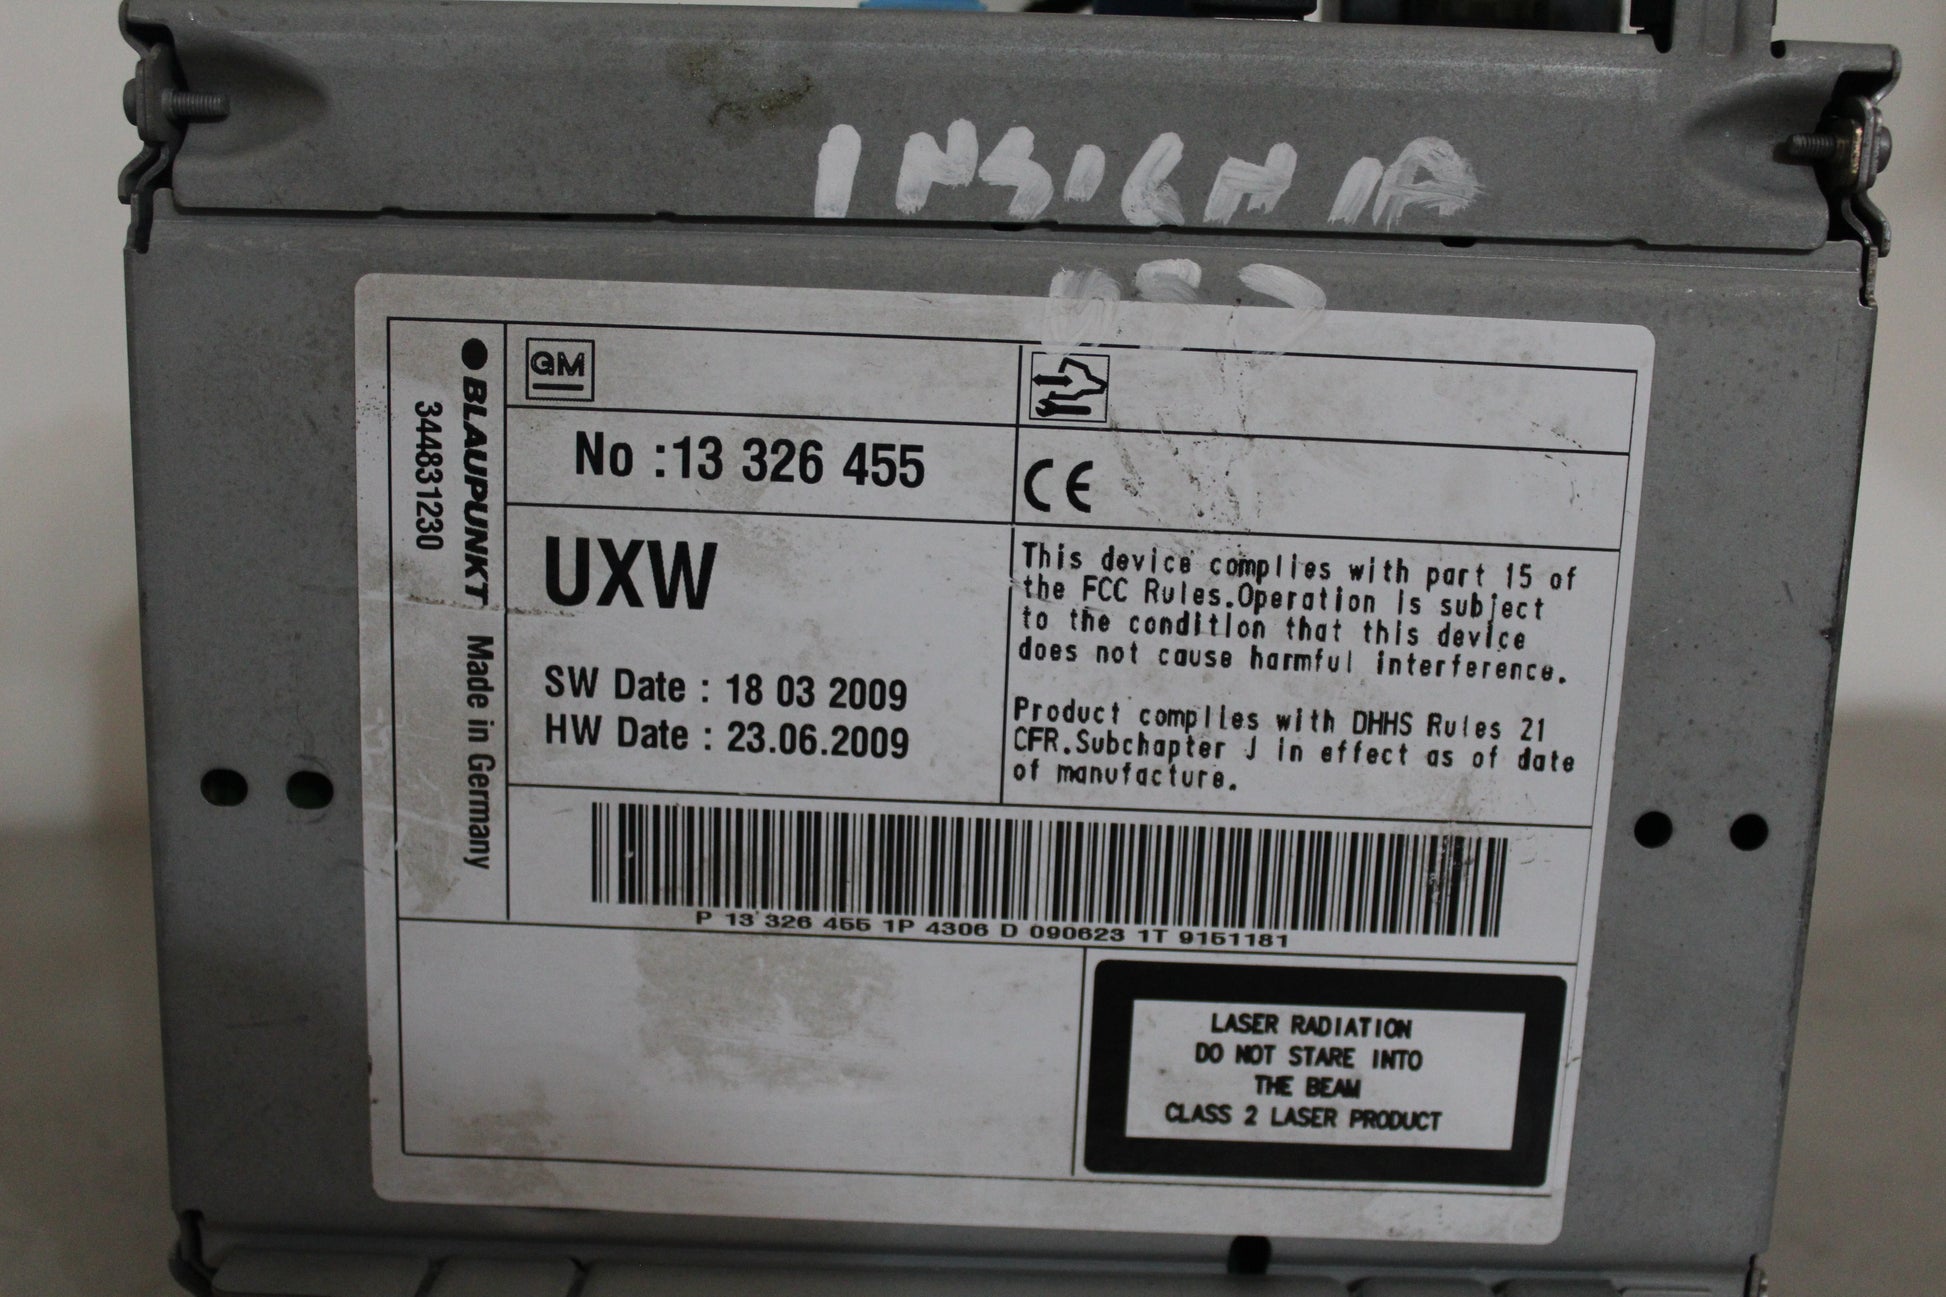 INSIGNIA
GM
No :13 326 455
CE
BLAUPUNKT Made in Germany
344831230
UXW
SW Date : 18 03 2009
HW Date : 23.06.2009
This device complies with part 15 of
the FCC Rules.Operation is subject
to the condition that this device
does not cause harmful interference.
Product complies with DHHS Rules 21
CFR.Subchapter J in effect as of date
of manufacture.
P 13 326 455 1P 4306 D 090623 1T 9151181
LASER RADIATION
DO NOT STARE INTO
THE BEAM
CLASS 2 LASER PRODUCT